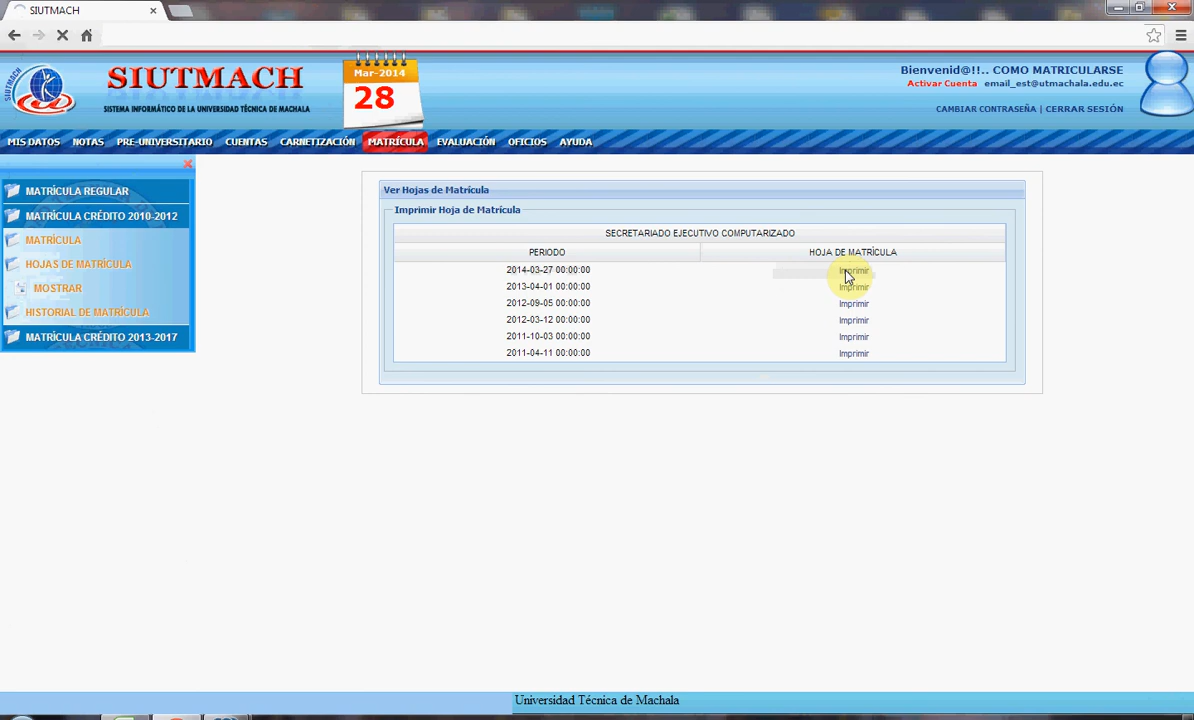 SIUTMACH
SIUTMACH
SIUTMACH
SISTEMA INFORMÁTICO DE LA UNIVERSIDAD TÉCNICA DE MACHALA
Mar-2014
28
Bienvenid@!!.. COMO MATRICULARSE
Activar Cuenta email_est@utmachala.edu.ec
CAMBIAR CONTRASEÑA | CERRAR SESIÓN
MIS DATOS NOTAS PRE-UNIVERSITARIO CUENTAS CARNETIZACIÓN MATRÍCULA EVALUACIÓN OFICIOS AYUDA
MATRÍCULA REGULAR
MATRÍCULA CRÉDITO 2010-2012
MATRÍCULA
HOJAS DE MATRÍCULA
MOSTRAR
HISTORIAL DE MATRÍCULA
MATRÍCULA CRÉDITO 2013-2017
Ver Hojas de Matrícula
Imprimir Hoja de Matrícula
SECRETARIADO EJECUTIVO COMPUTARIZADO
PERIODO HOJA DE MATRÍCULA
2014-03-27 00:00:00 Imprimir
2013-04-01 00:00:00 Imprimir
2012-09-05 00:00:00 Imprimir
2012-03-12 00:00:00 Imprimir
2011-10-03 00:00:00 Imprimir
2011-04-11 00:00:00 Imprimir
Universidad Técnica de Machala